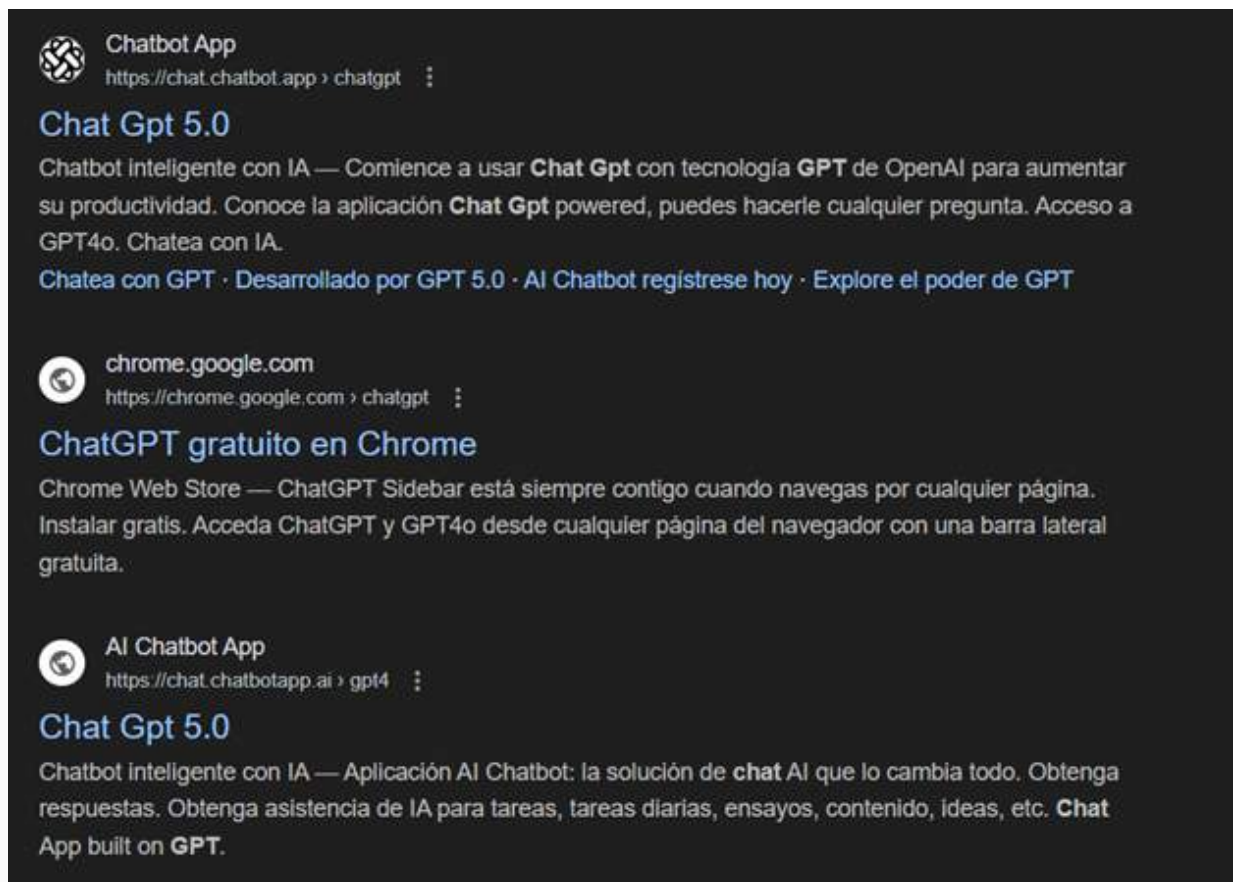 Chatbot App
https://chat.chatbot.app › chatgpt
Chat Gpt 5.0
Chatbot inteligente con IA — Comience a usar Chat Gpt con tecnología GPT de OpenAI para aumentar
su productividad. Conoce la aplicación Chat Gpt powered, puedes hacerle cualquier pregunta. Acceso a
GPT4o. Chatea con IA.
Chatea con GPT · Desarrollado por GPT 5.0 · AI Chatbot regístrese hoy · Explore el poder de GPT
chrome.google.com
https://chrome.google.com › chatgpt
ChatGPT gratuito en Chrome
Chrome Web Store — ChatGPT Sidebar está siempre contigo cuando navegas por cualquier página.
Instalar gratis. Acceda ChatGPT y GPT4o desde cualquier página del navegador con una barra lateral
gratuita.
AI Chatbot App
https://chat.chatbotapp.ai › gpt4
Chat Gpt 5.0
Chatbot inteligente con IA — Aplicación AI Chatbot: la solución de chat AI que lo cambia todo. Obtenga
respuestas. Obtenga asistencia de IA para tareas, tareas diarias, ensayos, contenido, ideas, etc. Chat
App built on GPT.